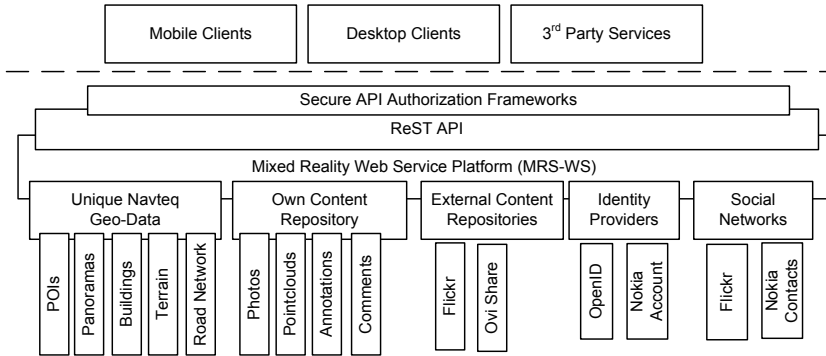 Mobile Clients
Desktop Clients
3rd Party Services
Secure API Authorization Frameworks
ReST API
Mixed Reality Web Service Platform (MRS-WS)
Unique Navteq
Geo-Data
Own Content
Repository
External Content
Repositories
Identity
Providers
Social
Networks
POIs
Panoramas
Buildings
Terrain
Road Network
Photos
Pointclouds
Annotations
Comments
Flickr
Ovi Share
OpenID
Nokia
Account
Flickr
Nokia
Contacts